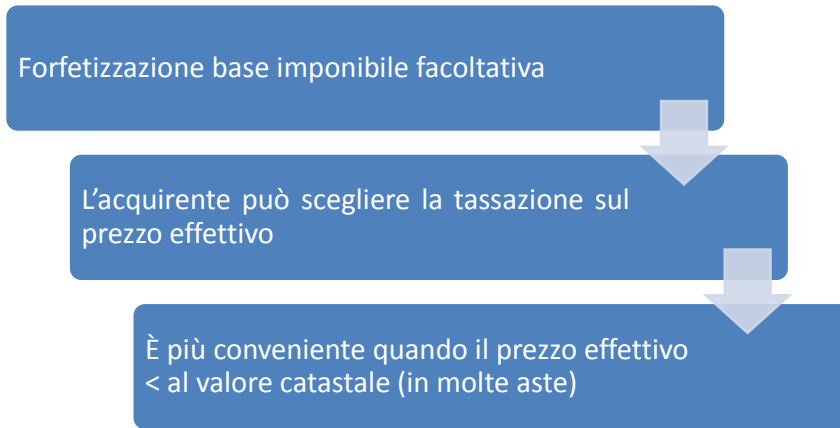 Forfetizzazione base imponibile facoltativa
L’acquirente può scegliere la tassazione sul
prezzo effettivo
È più conveniente quando il prezzo effettivo
< al valore catastale (in molte aste)